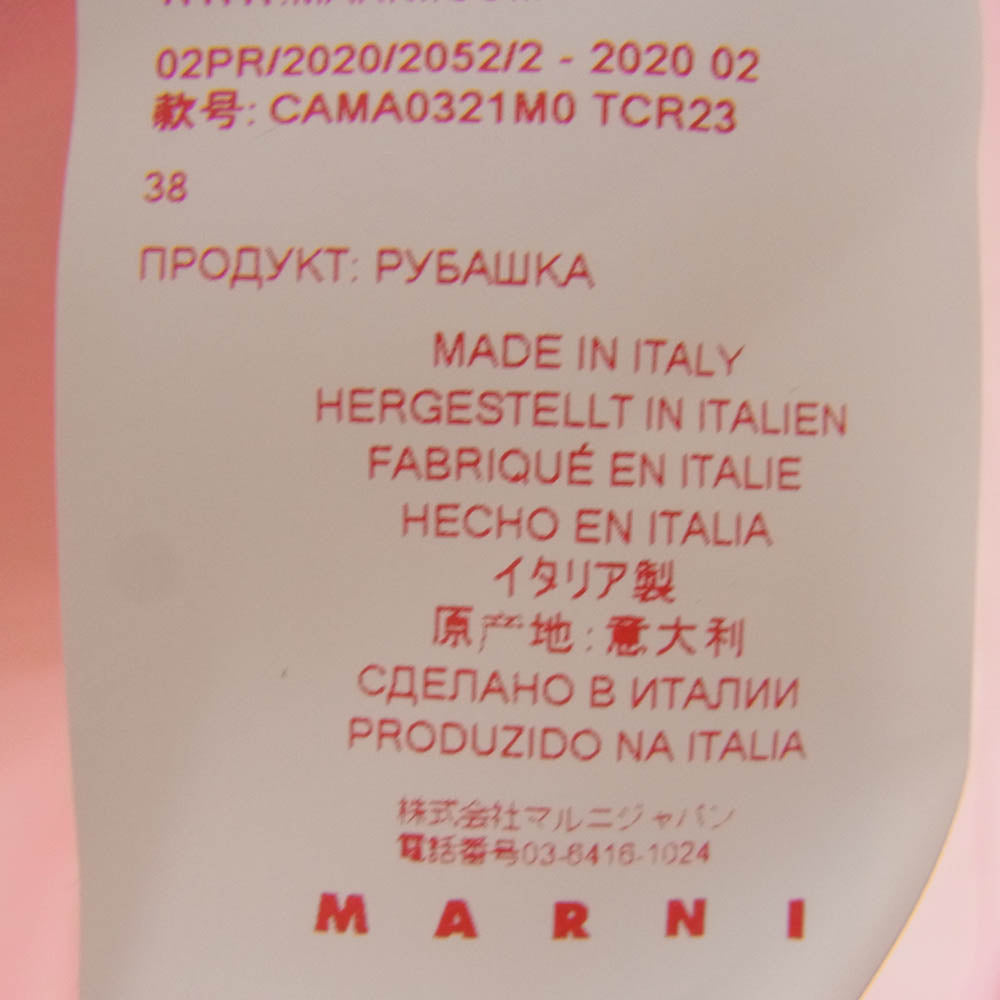 02PR/2020/2052/2 - 2020 02
款号: CAMA0321M0 TCR23
38
ПРОДУКТ: РУБАШКА
MADE IN ITALY
HERGESTELLT IN ITALIEN
FABRIQUÉ EN ITALIE
HECHO EN ITALIA
イタリア製
原产地: 意大利
СДЕЛАНО В ИТАЛИИ
PRODUZIDO NA ITALIA
株式会社マルニジャパン
電話番号03-6416-1024
MARNI